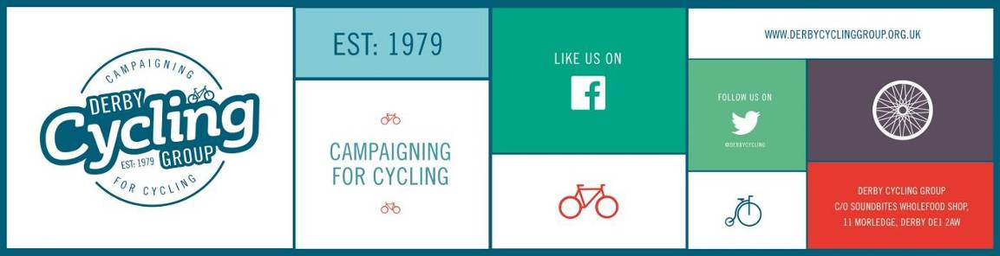 CAMPAIGNING
DERBY
Cycling
EST: 1979 GROUP
FOR CYCLING
EST: 1979
CAMPAIGNING
FOR CYCLING
LIKE US ON
f
WWW.DERBYCYCLINGGROUP.ORG.UK
FOLLOW US ON
@DERBYCYCLING
DERBY CYCLING GROUP
C/O SOUNDBITES WHOLEFOOD SHOP,
11 MORLEDGE, DERBY DE1 2AW